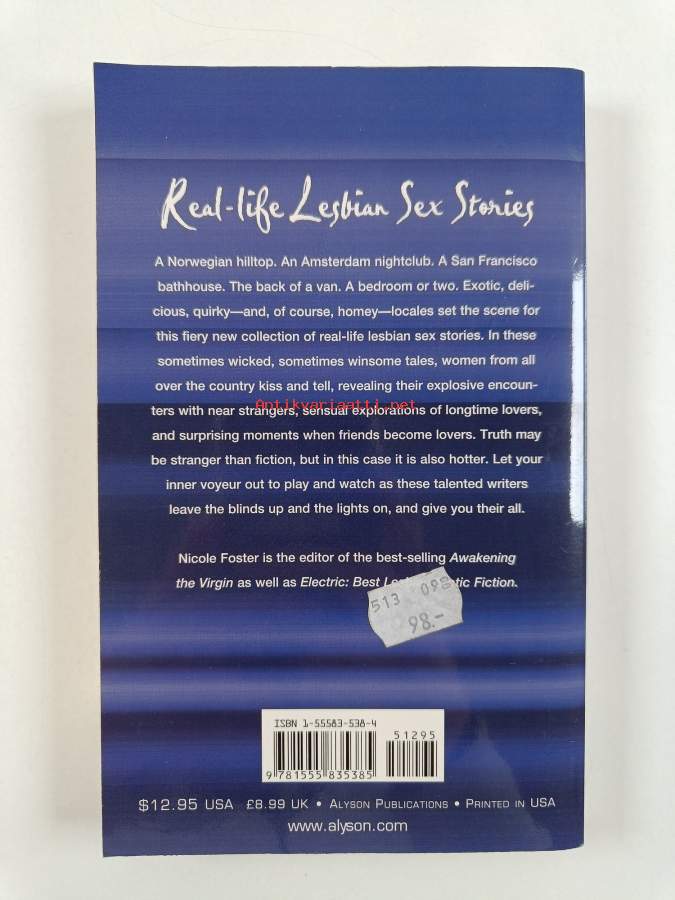 Real-life Lesbian Sex Stories
A Norwegian hilltop. An Amsterdam nightclub. A San Francisco
bathhouse. The back of a van. A bedroom or two. Exotic, deli-
cious, quirky—and, of course, homey—locales set the scene for
this fiery new collection of real-life lesbian sex stories. In these
sometimes wicked, sometimes winsome tales, women from all
over the country kiss and tell, revealing their explosive encoun-
Antikvariaatti.net
ters with near strangers, sensual explorations of longtime lovers,
and surprising moments when friends become lovers. Truth may
be stranger than fiction, but in this case it is also hotter. Let your
inner voyeur out to play and watch as these talented writers
leave the blinds up and the lights on, and give you their all.
Nicole Foster is the editor of the best-selling Awakening
the Virgin as well as Electric: Best Fiction.
513 098
98.-
ISBN 1-55583-538-4
51295
9 781555 835385
$12.95 USA £8.99 UK • Alyson Publications • Printed in USA
www.alyson.com